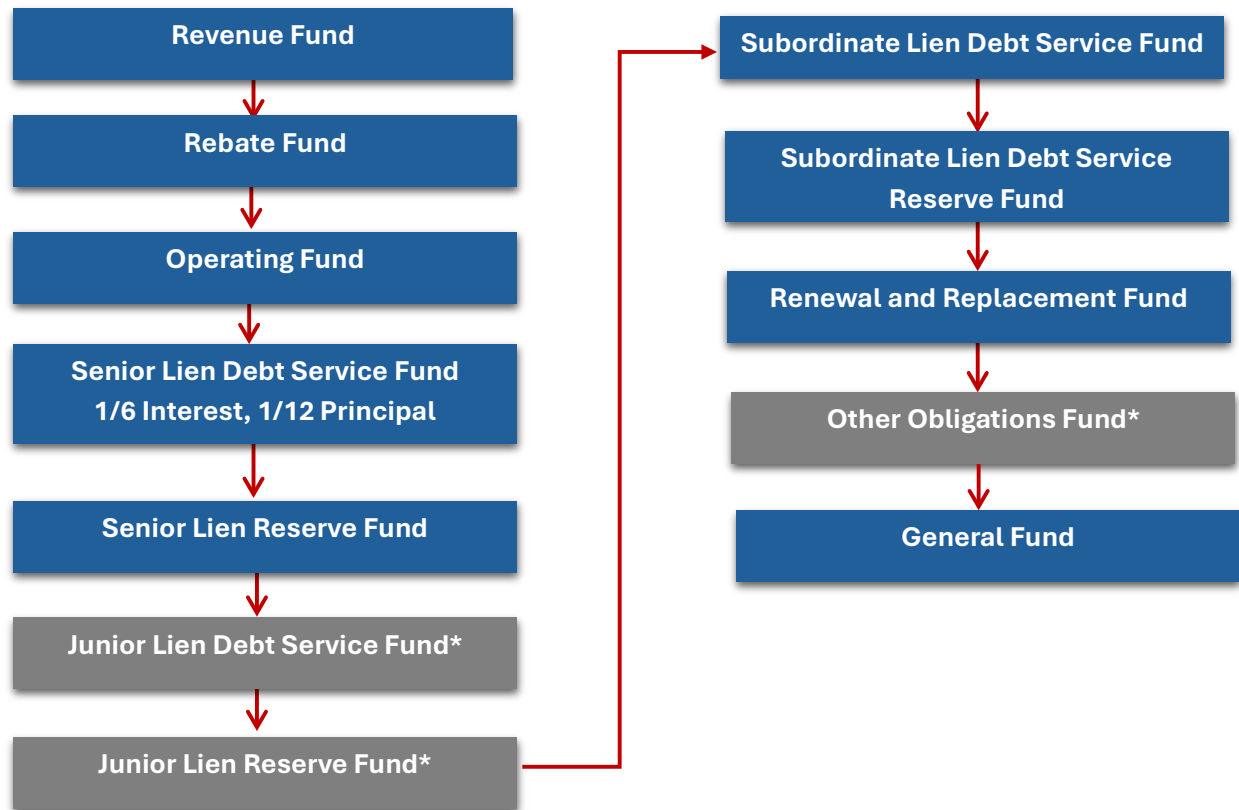 Revenue Fund
Rebate Fund
Operating Fund
Senior Lien Debt Service Fund
1/6 Interest, 1/12 Principal
Senior Lien Reserve Fund
Junior Lien Debt Service Fund*
Junior Lien Reserve Fund*
Subordinate Lien Debt Service Fund
Subordinate Lien Debt Service
Reserve Fund
Renewal and Replacement Fund
Other Obligations Fund*
General Fund